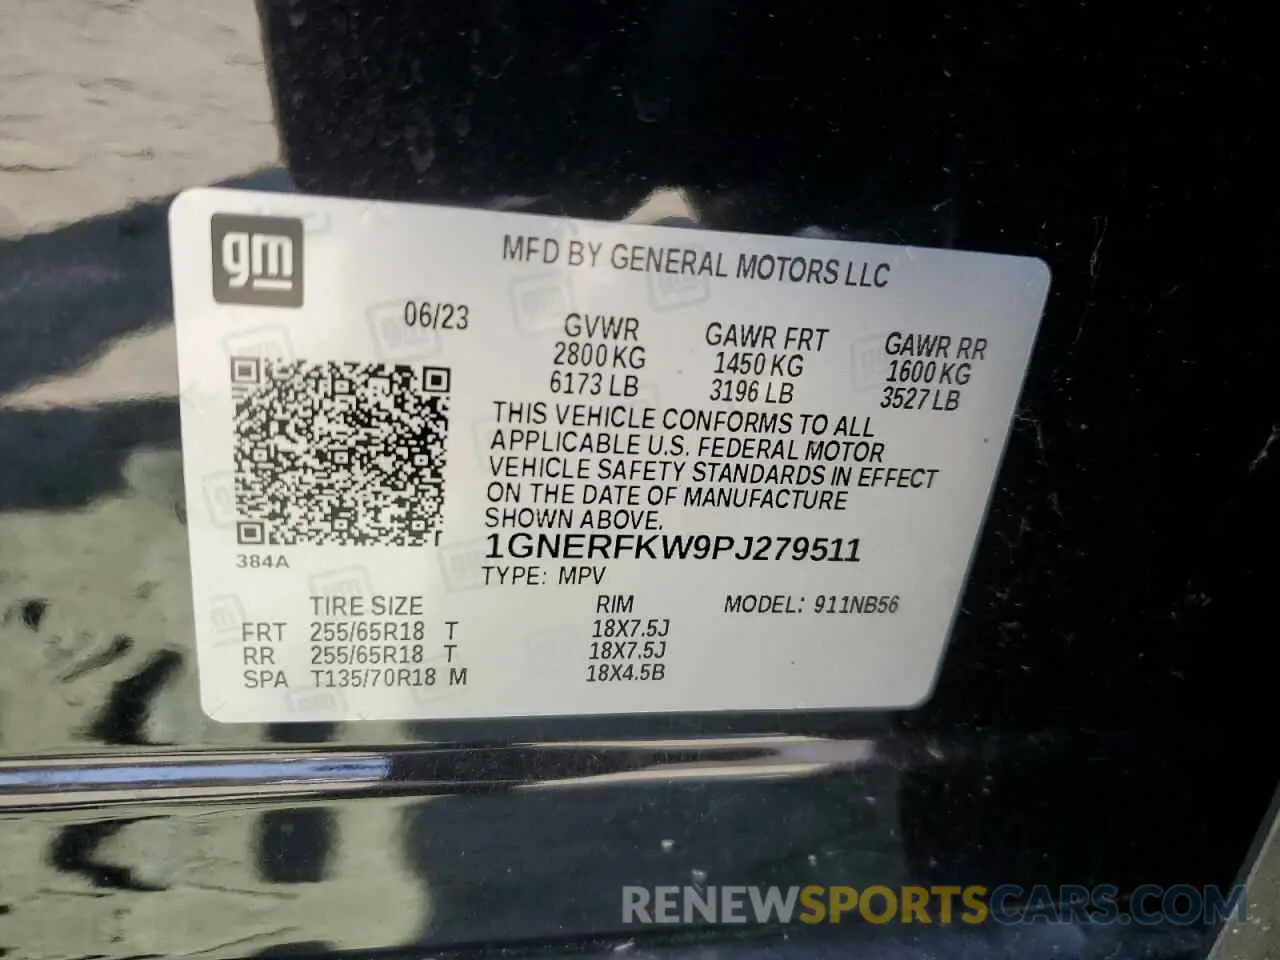 gm
MFD BY GENERAL MOTORS LLC
06/23
GVWR GAWR FRT GAWR RR
2800 KG 1450 KG 1600 KG
6173 LB 3196 LB 3527 LB
THIS VEHICLE CONFORMS TO ALL
APPLICABLE U.S. FEDERAL MOTOR
VEHICLE SAFETY STANDARDS IN EFFECT
ON THE DATE OF MANUFACTURE
SHOWN ABOVE.
384A
1GNERFKW9PJ279511
TYPE: MPV
TIRE SIZE RIM MODEL: 911NB56
FRT 255/65R18 T 18X7.5J
RR 255/65R18 T 18X7.5J
SPA T135/70R18 M 18X4.5B
RENEWSPORTSCARS.COM